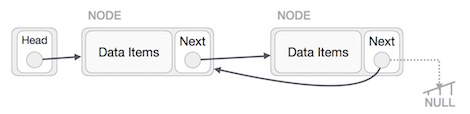 NODE
NODE
Head
Data Items
Next
Data Items
Next
NULL